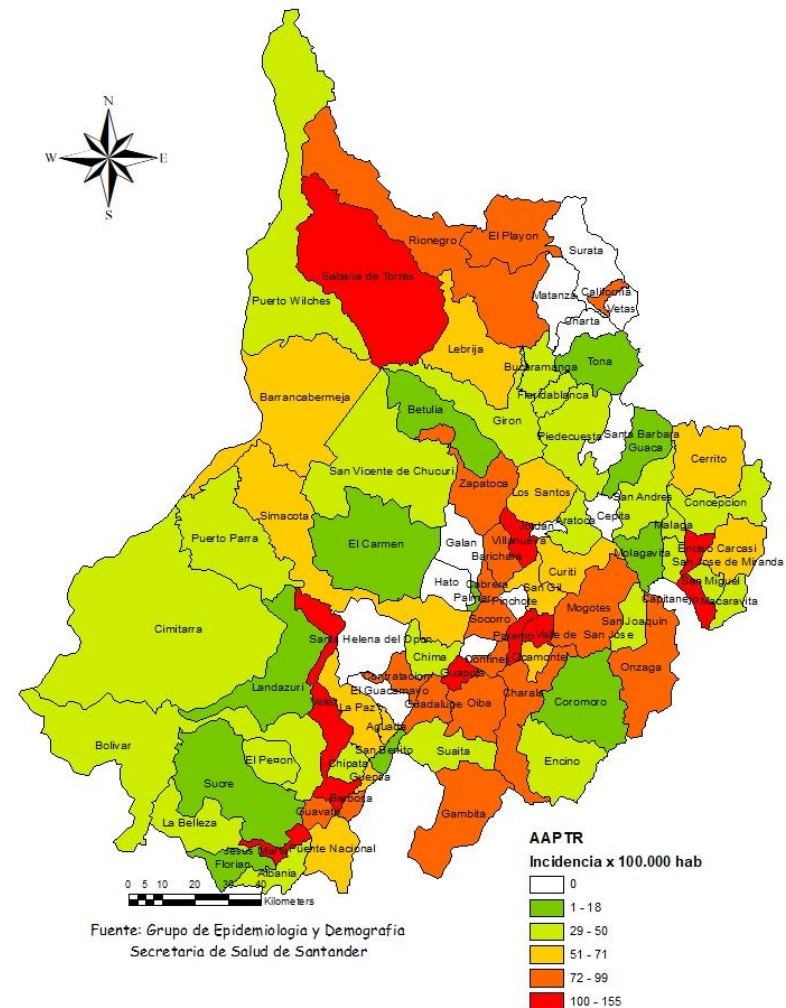 N
W E
S
Rionegro
El Playon
Surata
Sabana de Torres
Matanza
California
Vetas
Puerto Wilches
Charta
Lebrija
Bucaramanga
Tona
Barrancabermeja
Floridablanca
Betulia
Giron
Piedecuesta
Santa Barbara
Guaca
Cerrito
San Vicente de Chucuri
Zapatoca
Los Santos
San Andres
Concepcion
Simacota
Jordan
Aratoca
Cepita
Malaga
Puerto Parra
El Carmen
Galan
Villanueva
Barichara
Molagavita
Enciso
Carcasi
San Jose de Miranda
Curiti
Hato
Cabrera
San Gil
San Miguel
Palmar
Pinchote
Mogotes
Capitanejo
Macaravita
Cimitarra
Socorro
San Joaquin
Santa Helena del Opon
Paramo
Valle de San Jose
Chima
Confines
Ocamonte
Onzaga
Contratacion
Guapota
Landazuri
El Guacamayo
Charala
Velez
La Paz
Guadalupe
Oiba
Coromoro
Aguada
Bolivar
San Benito
Suaita
El Peñon
Chipata
Encino
Sucre
Guepsa
Barbosa
Guavata
Gambita
La Belleza
Jesus Maria
Puente Nacional
Florian
Albania
0 5 10 20 30 40
Kilometers
Fuente: Grupo de Epidemiologia y Demografia
Secretaria de Salud de Santander
AAPTR
Incidencia x 100.000 hab
0
1 - 18
29 - 50
51 - 71
72 - 99
100 - 155